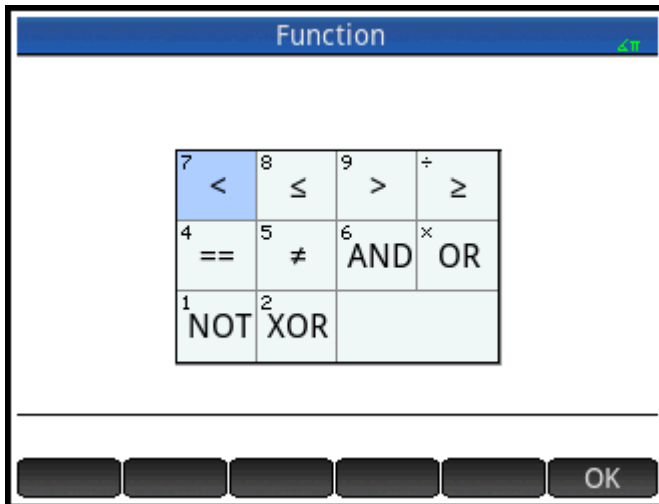 Function
∡π
7 < 8 ≤ 9 > ÷ ≥
4 == 5 ≠ 6 AND × OR
1 NOT 2 XOR
OK